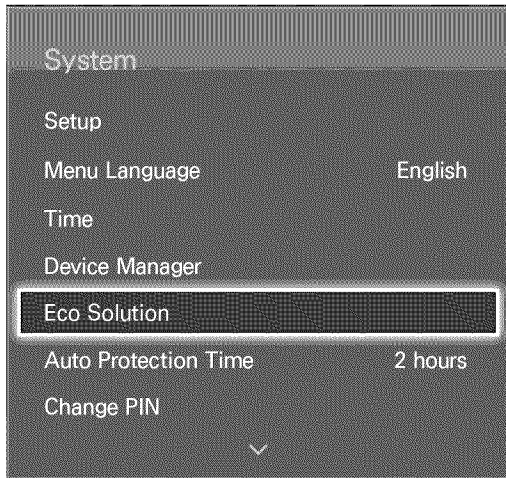 System
Setup
Menu Language English
Time
Device Manager
Eco Solution
Auto Protection Time 2 hours
Change PIN